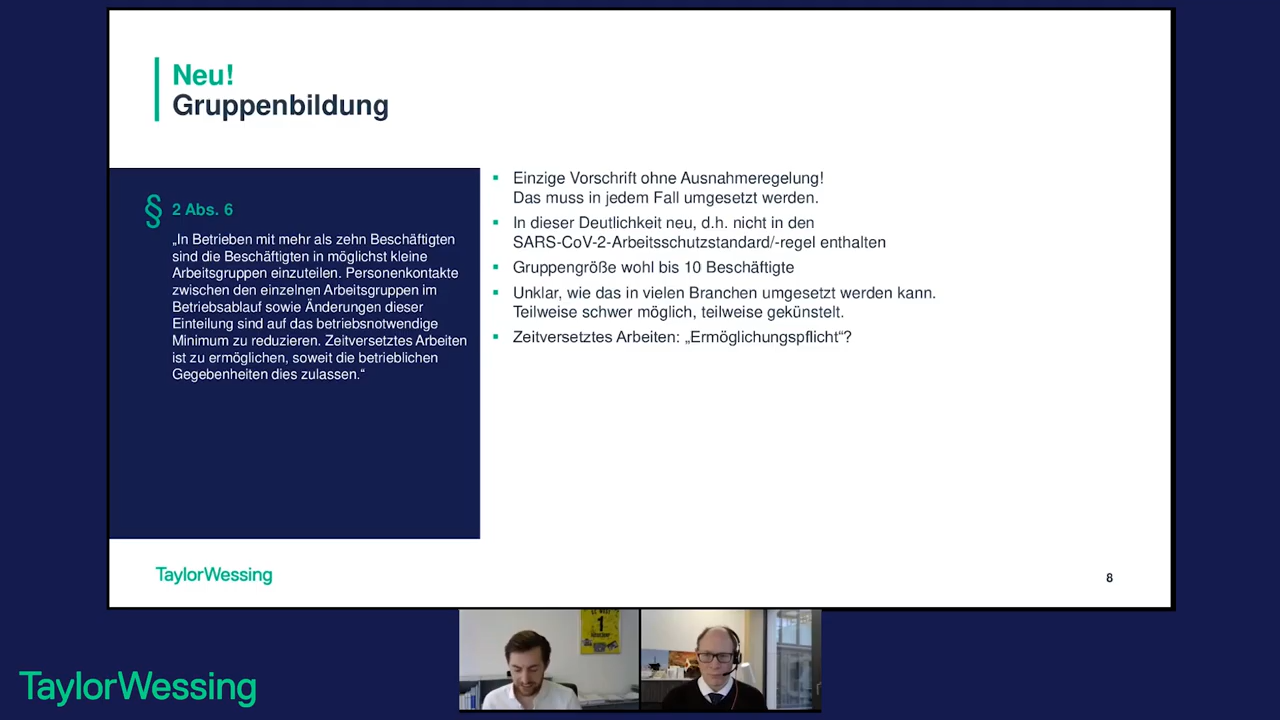 Neu!
Gruppenbildung
§ 2 Abs. 6
„In Betrieben mit mehr als zehn Beschäftigten
sind die Beschäftigten in möglichst kleine
Arbeitsgruppen einzuteilen. Personenkontakte
zwischen den einzelnen Arbeitsgruppen im
Betriebsablauf sowie Änderungen dieser
Einteilung sind auf das betriebsnotwendige
Minimum zu reduzieren. Zeitversetztes Arbeiten
ist zu ermöglichen, soweit die betrieblichen
Gegebenheiten dies zulassen.“
▪ Einzige Vorschrift ohne Ausnahmeregelung!
Das muss in jedem Fall umgesetzt werden.
▪ In dieser Deutlichkeit neu, d.h. nicht in den
SARS-CoV-2-Arbeitsschutzstandard/-regel enthalten
▪ Gruppengröße wohl bis 10 Beschäftigte
▪ Unklar, wie das in vielen Branchen umgesetzt werden kann.
Teilweise schwer möglich, teilweise gekünstelt.
▪ Zeitversetztes Arbeiten: „Ermöglichungspflicht“?
TaylorWessing
8
1
TaylorWessing